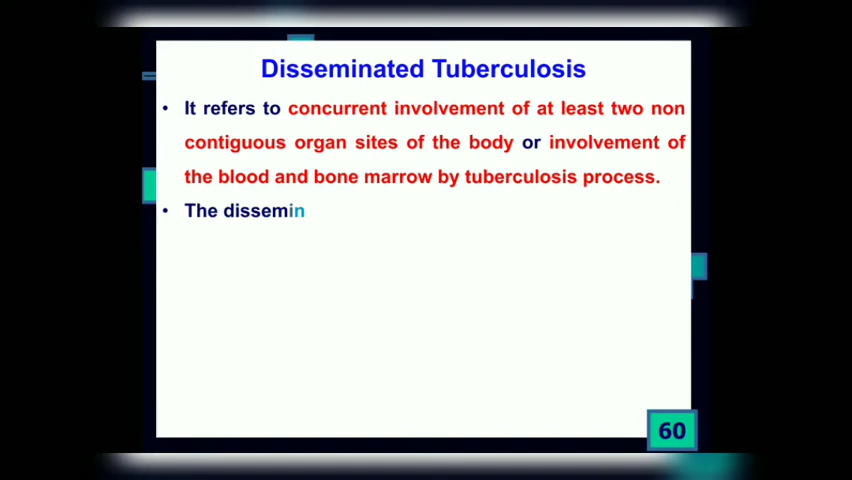 Disseminated Tuberculosis
• It refers to concurrent involvement of at least two non
contiguous organ sites of the body or involvement of
the blood and bone marrow by tuberculosis process.
• The dissemin
60